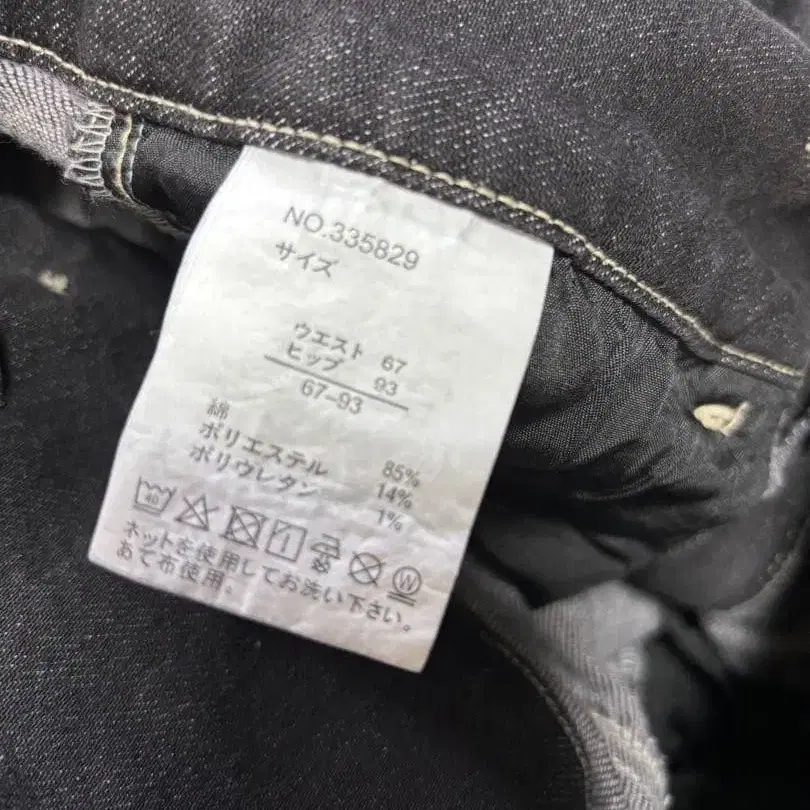 NO.335829
サイズ
ウエスト 67
ヒップ 93
67-93
綿 85%
ポリエステル 14%
ポリウレタン 1%
40 W
ネットを使用してお洗い下さい。
あて布使用。